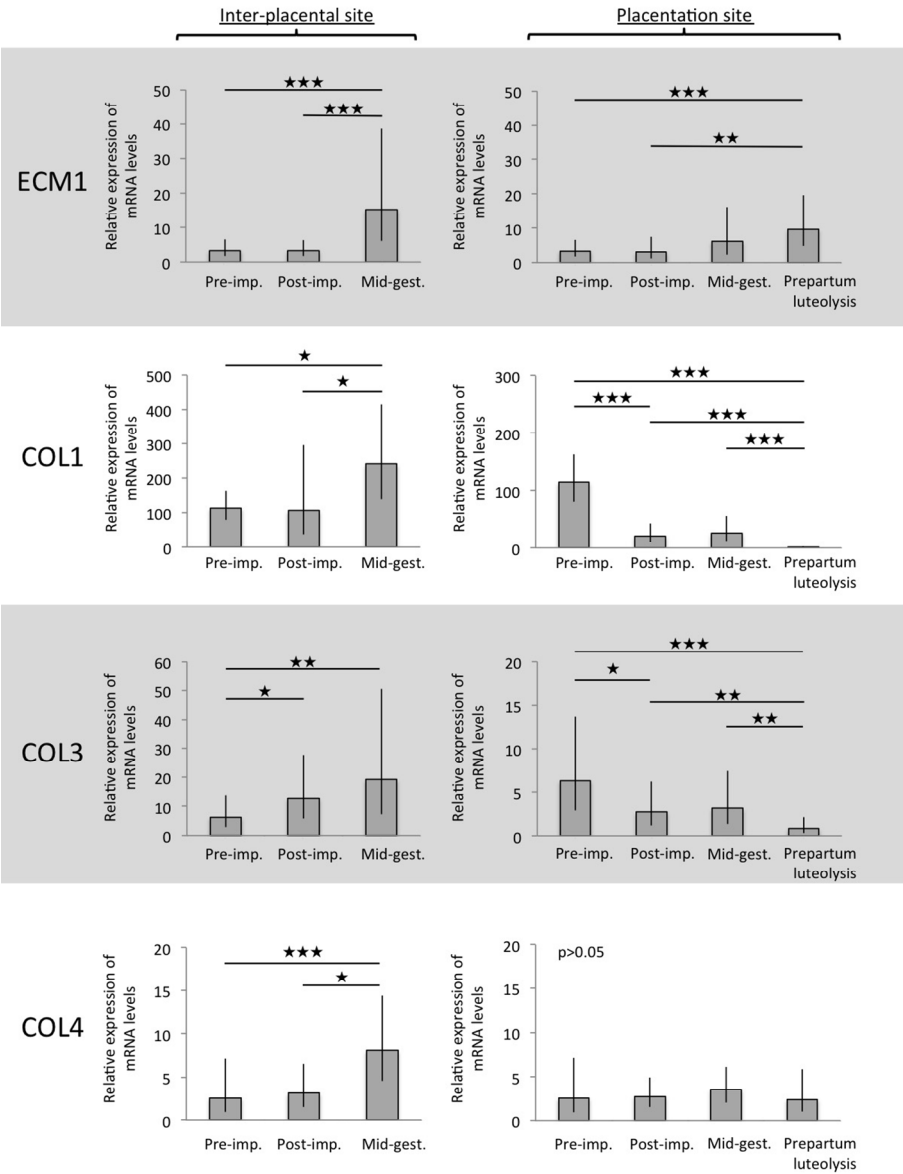 Inter-placental site
Placentation site
ECM1
Relative expression of
mRNA levels
50
40
30
20
10
0
★★★
★★★
Pre-imp.
Post-imp.
Mid-gest.
Relative expression of
mRNA levels
50
40
30
20
10
0
★★★
★★
Pre-imp.
Post-imp.
Mid-gest.
Prepartum
luteolysis
COL1
Relative expression of
mRNA levels
500
400
300
200
100
0
★
★
Pre-imp.
Post-imp.
Mid-gest.
Relative expression of
mRNA levels
300
200
100
0
★★★
★★★
★★★
★★★
Pre-imp.
Post-imp.
Mid-gest.
Prepartum
luteolysis
COL3
Relative expression of
mRNA levels
60
50
40
30
20
10
0
★★
★
Pre-imp.
Post-imp.
Mid-gest.
Relative expression of
mRNA levels
20
15
10
5
0
★★★
★
★★
★★
Pre-imp.
Post-imp.
Mid-gest.
Prepartum
luteolysis
COL4
Relative expression of
mRNA levels
20
15
10
5
0
★★★
★
Pre-imp.
Post-imp.
Mid-gest.
Relative expression of
mRNA levels
20
15
10
5
0
p>0.05
Pre-imp.
Post-imp.
Mid-gest.
Prepartum
luteolysis